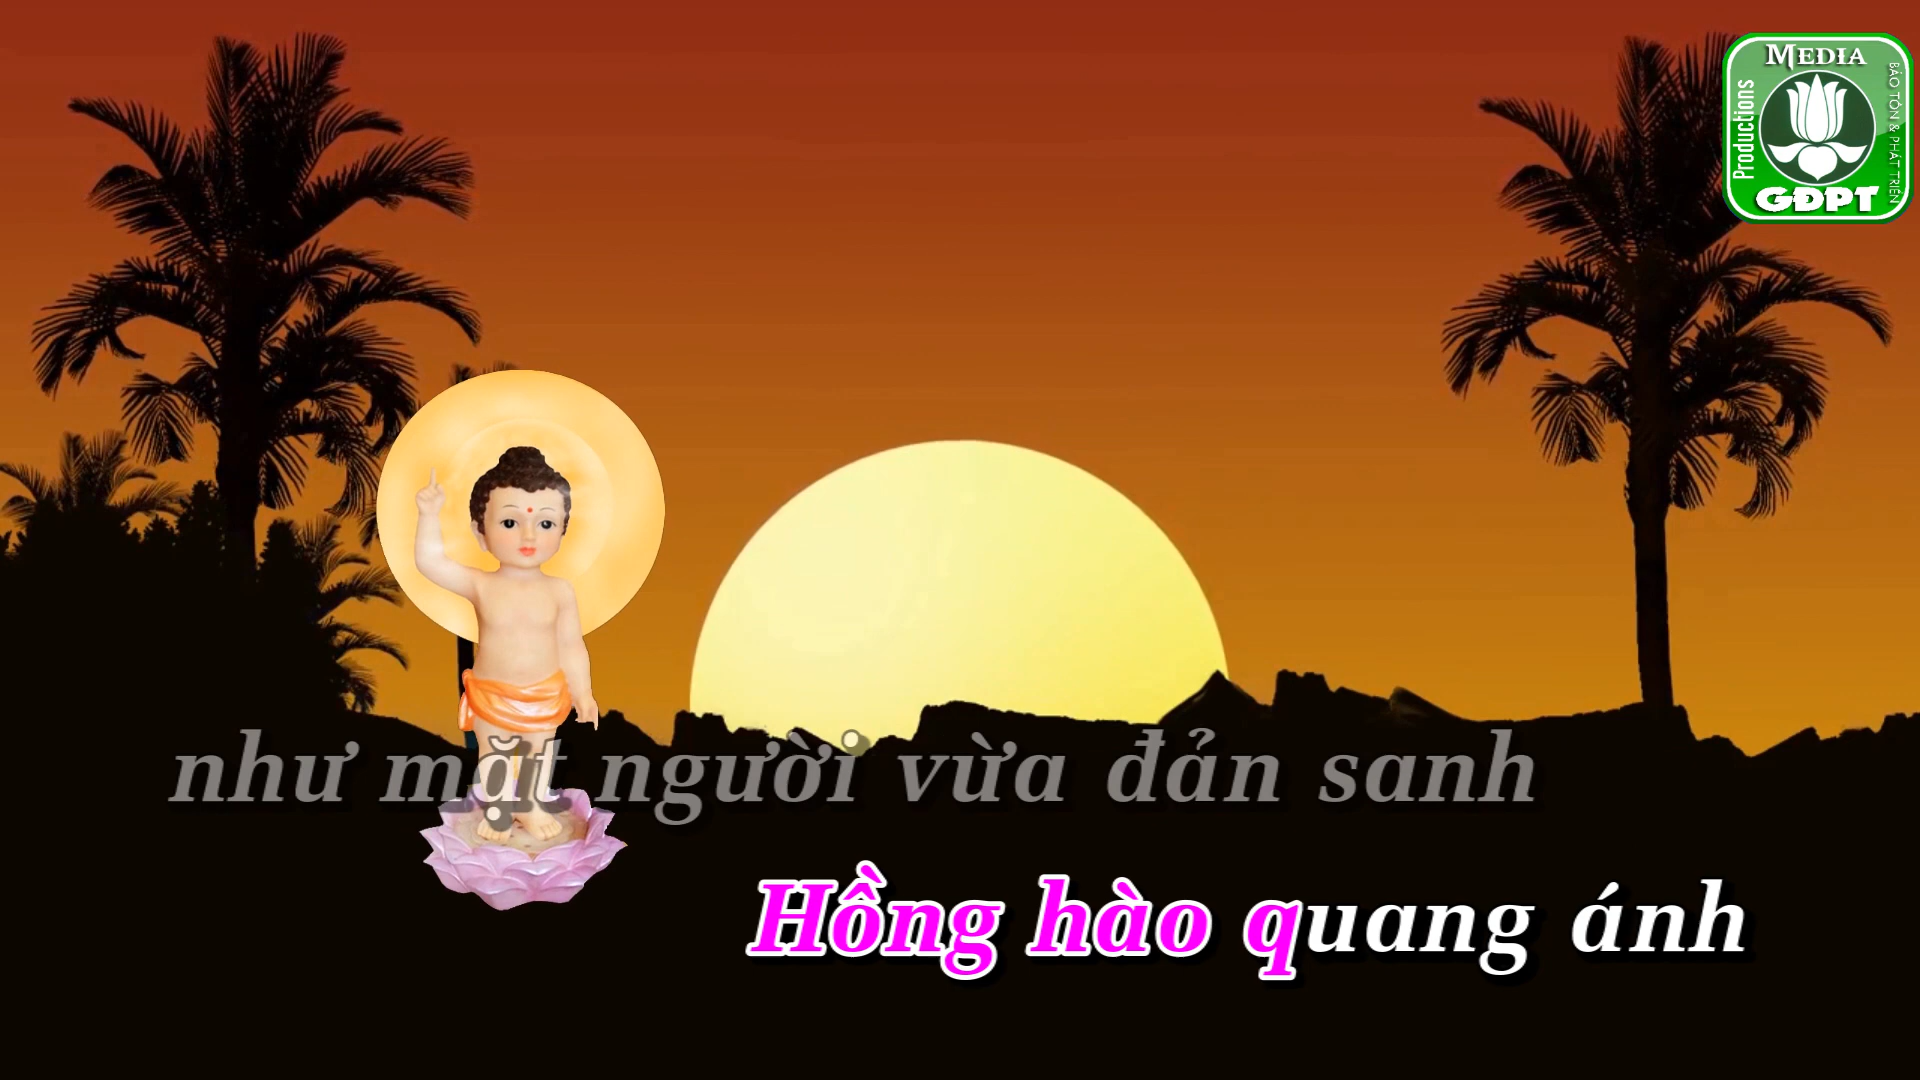 MEDIA
Productions
BẢO TỒN & PHÁT TRIỂN
GĐPT
như mặt người vừa đản sanh
Hồng hào quang ánh